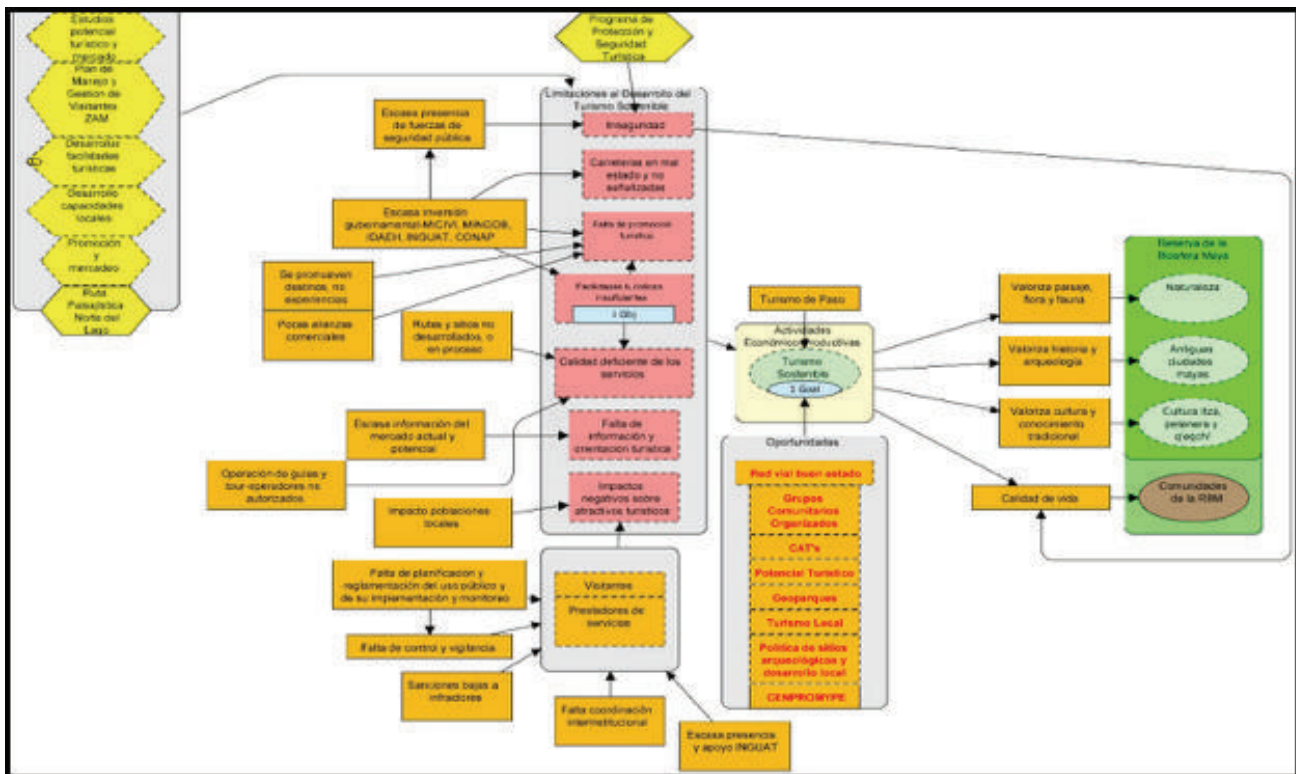 Estudios
potencial
turístico y
mercado
Plan de
Manejo y
Gestion de
Visitantes
ZAM
Desarrollar
facilidades
turísticas
Desarrollo
capacidades
locales
Promoción
y
mercadeo
Ruta
Paisajística
Norte del
Lago
Programa de
Protección y
Seguridad
Turística
Limitaciones al Desarrollo del
Turismo Sostenible
Inseguridad
Carreteras en mal
estado y no
señalizadas
Falta de promoción
turística
Facilidades turísticas
insuficientes
1 Obj
Calidad deficiente de los
servicios
Falta de
información y
orientación turística
Impactos
negativos sobre
atractivos turísticos
Escasa presencia
de fuerzas de
seguridad pública
Escasa inversión
gubernamental-MICIVI, MINGOB,
IDAEH, INGUAT, CONAP
Se promueven
destinos, no
experiencias
Pocas alianzas
comerciales
Rutas y sitios no
desarrollados, o
en proceso
Escasa información del
mercado actual y
potencial
Operación de guías y
tour-operadores no
autorizados
Impacto poblaciones
locales
Falta de planificacion y
reglamentación del uso público y
de su implementación y monitoreo
Falta de control y vigilancia
Sanciones bajas a
infractores
Visitantes
Prestadores de
servicios
Falta coordinación
interinstitucional
Escasa presencia
y apoyo INGUAT
Turismo de Paso
Actividades
Económico productivas
Turismo
Sostenible
1 Goal
Oportunidades
Red vial buen estado
Grupos
Comunitarios
Organizados
CAT's
Potencial Turístico
Geoparques
Turismo Local
Política de sitios
arqueológicos y
desarrollo local
CENPROMYPE
Valoriza paisaje,
flora y fauna
Valoriza historia y
arqueología
Valoriza cultura y
conocimiento
tradicional
Calidad de vida
Reserva de la
Biosfera Maya
Naturaleza
Antiguas
ciudades
mayas
Cultura Itzá,
petenera y
q'eqchí
Comunidades
de la RBM